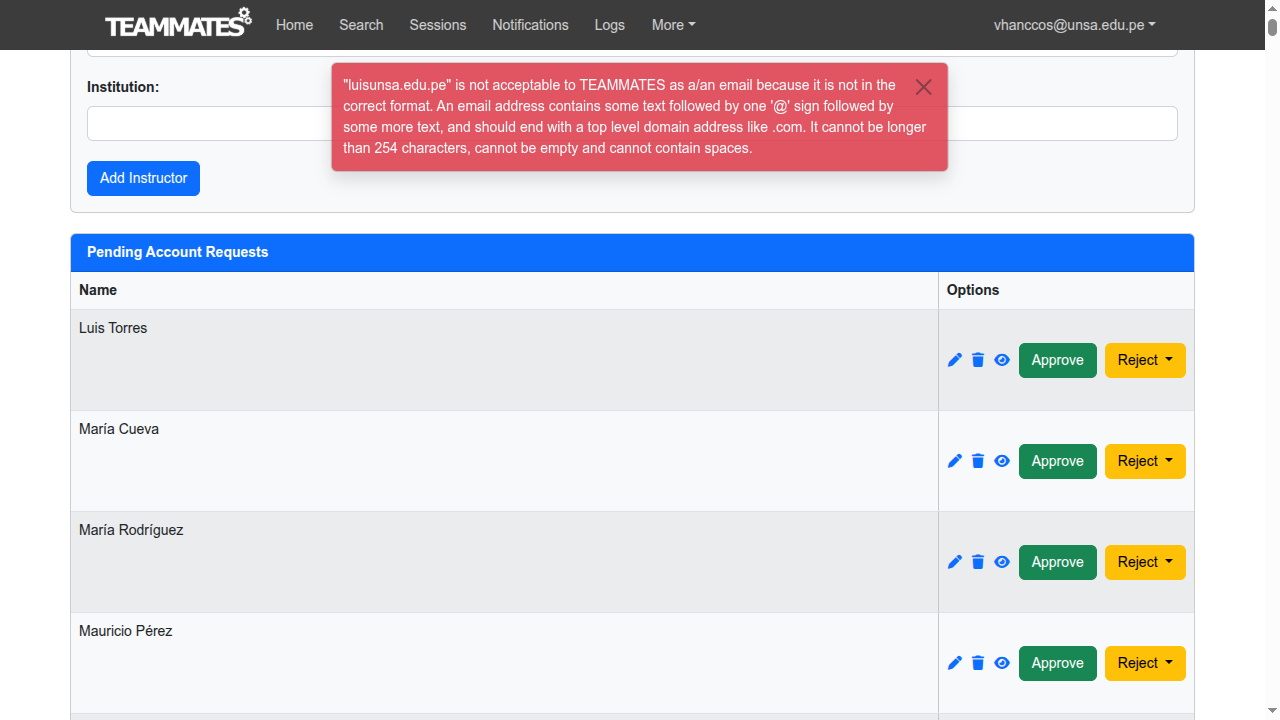 TEAMMATES Home Search Sessions Notifications Logs More vhanccos@unsa.edu.pe
"luisunsa.edu.pe" is not acceptable to TEAMMATES as a/an email because it is not in the
correct format. An email address contains some text followed by one '@' sign followed by
some more text, and should end with a top level domain address like .com. It cannot be longer
than 254 characters, cannot be empty and cannot contain spaces.
Institution:
Add Instructor
Pending Account Requests
Name Options
Luis Torres
Approve Reject
María Cueva
Approve Reject
María Rodríguez
Approve Reject
Mauricio Pérez
Approve Reject